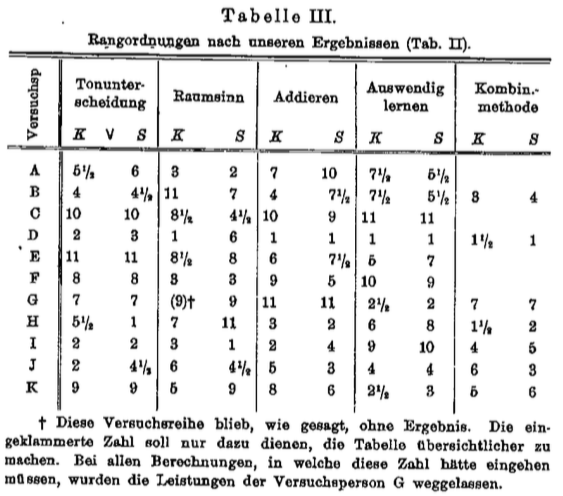 Tabelle III.
Rangordnungen nach unseren Ergebnissen (Tab. II).
Versuchsp
Tonunter-
scheidung
Raumsinn
Addieren
Auswendig
lernen
Kombin.-
methode
K V S K S K S K S K S
A 5½ 6 3 2 7 10 7½ 5½
B 4 4½ 11 7 4 7½ 7½ 5½ 3 4
C 10 10 8½ 4½ 10 9 11 11
D 2 3 1 6 1 1 1 1 1½ 1
E 11 11 8½ 8 6 7½ 5 7
F 8 8 3 3 9 5 10 9
G 7 7 (9)† 9 11 11 2½ 2 7 7
H 5½ 1 7 11 3 2 6 8 1½ 2
I 2 2 3 1 2 4 9 10 4 5
J 2 4½ 6 4½ 5 3 4 4 6 3
K 9 9 5 9 8 6 2½ 3 5 6
† Diese Versuchsreihe blieb, wie gesagt, ohne Ergebnis. Die ein-
geklammerte Zahl soll nur dazu dienen, die Tabelle übersichtlicher zu
machen. Bei allen Berechnungen, in welche diese Zahl hätte eingehen
müssen, wurden die Leistungen der Versuchsperson G weggelassen.